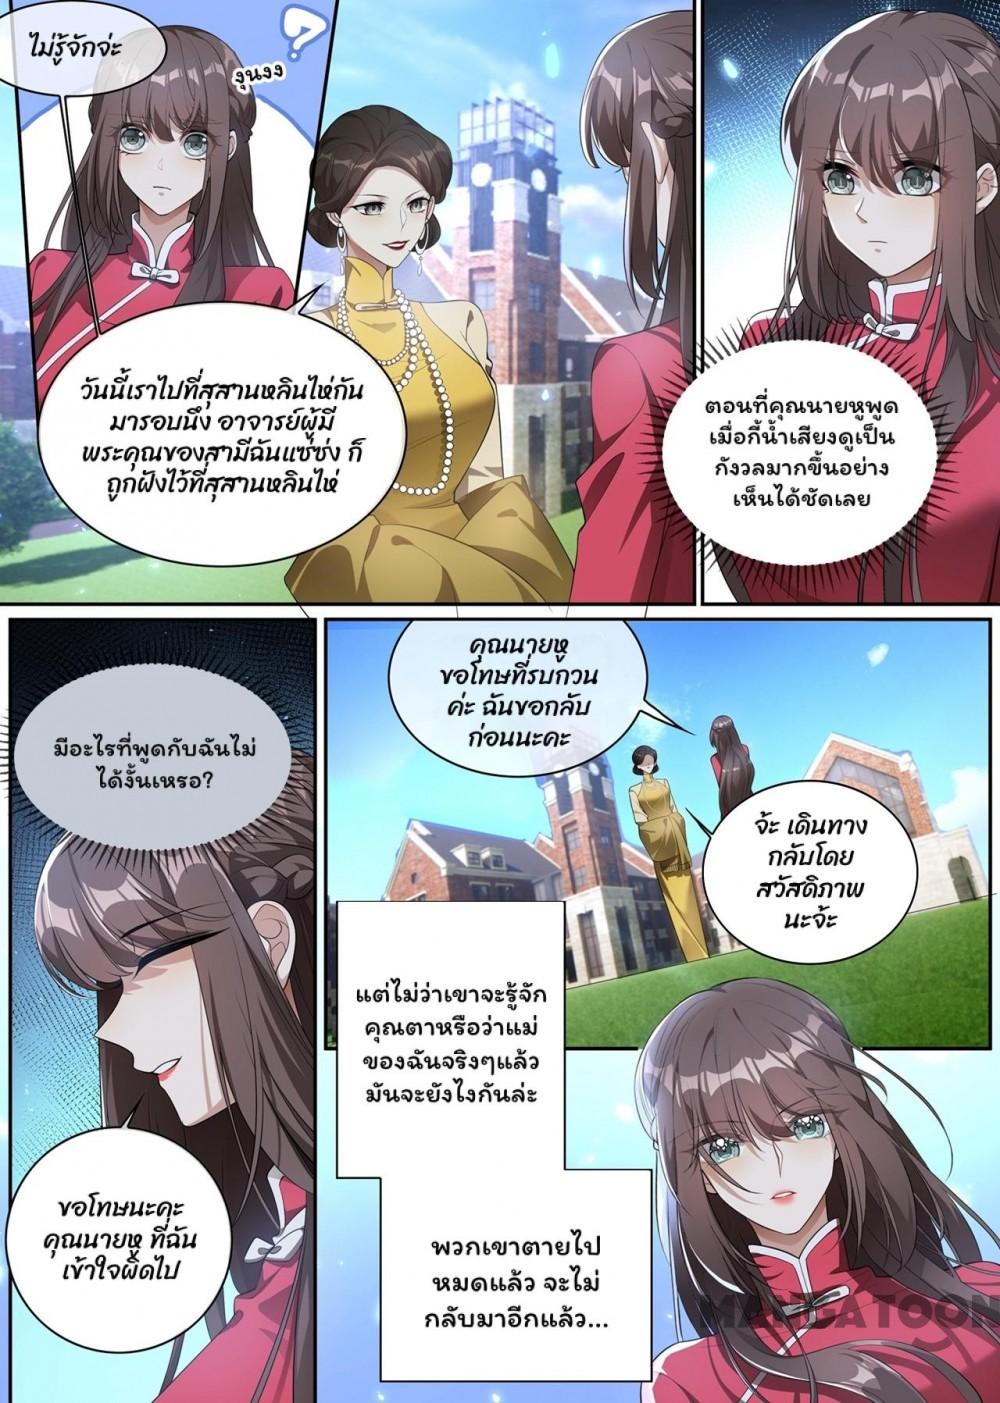 ไม่รู้จักจ่ะ
งุนงง
?
วันนี้เราไปที่สุสานหลินไห่กัน
มารอบนึง อาจารย์ผู้มี
พระคุณของสามีฉันแซ่ซ่ง ก็
ถูกฝังไว้ที่สุสานหลินไห่
ตอนที่คุณนายหูพูด
เมื่อกี้น้ำเสียงดูเป็น
กังวลมากขึ้นอย่าง
เห็นได้ชัดเลย
มีอะไรที่พูดกับฉันไม่
ได้งั้นเหรอ?
ขอโทษนะคะ
คุณนายหู ที่ฉัน
เข้าใจผิดไป
คุณนายหู
ขอโทษที่รบกวน
ค่ะ ฉันขอกลับ
ก่อนนะคะ
จ้ะ เดินทาง
กลับโดย
สวัสดิภาพ
นะจ้ะ
แต่ไม่ว่าเขาจะรู้จัก
คุณตาหรือว่าแม่
ของฉันจริงๆแล้ว
มันจะยังไงกันล่ะ
พวกเขาตายไป
หมดแล้ว จะไม่
กลับมาอีกแล้ว...
MANGATOON